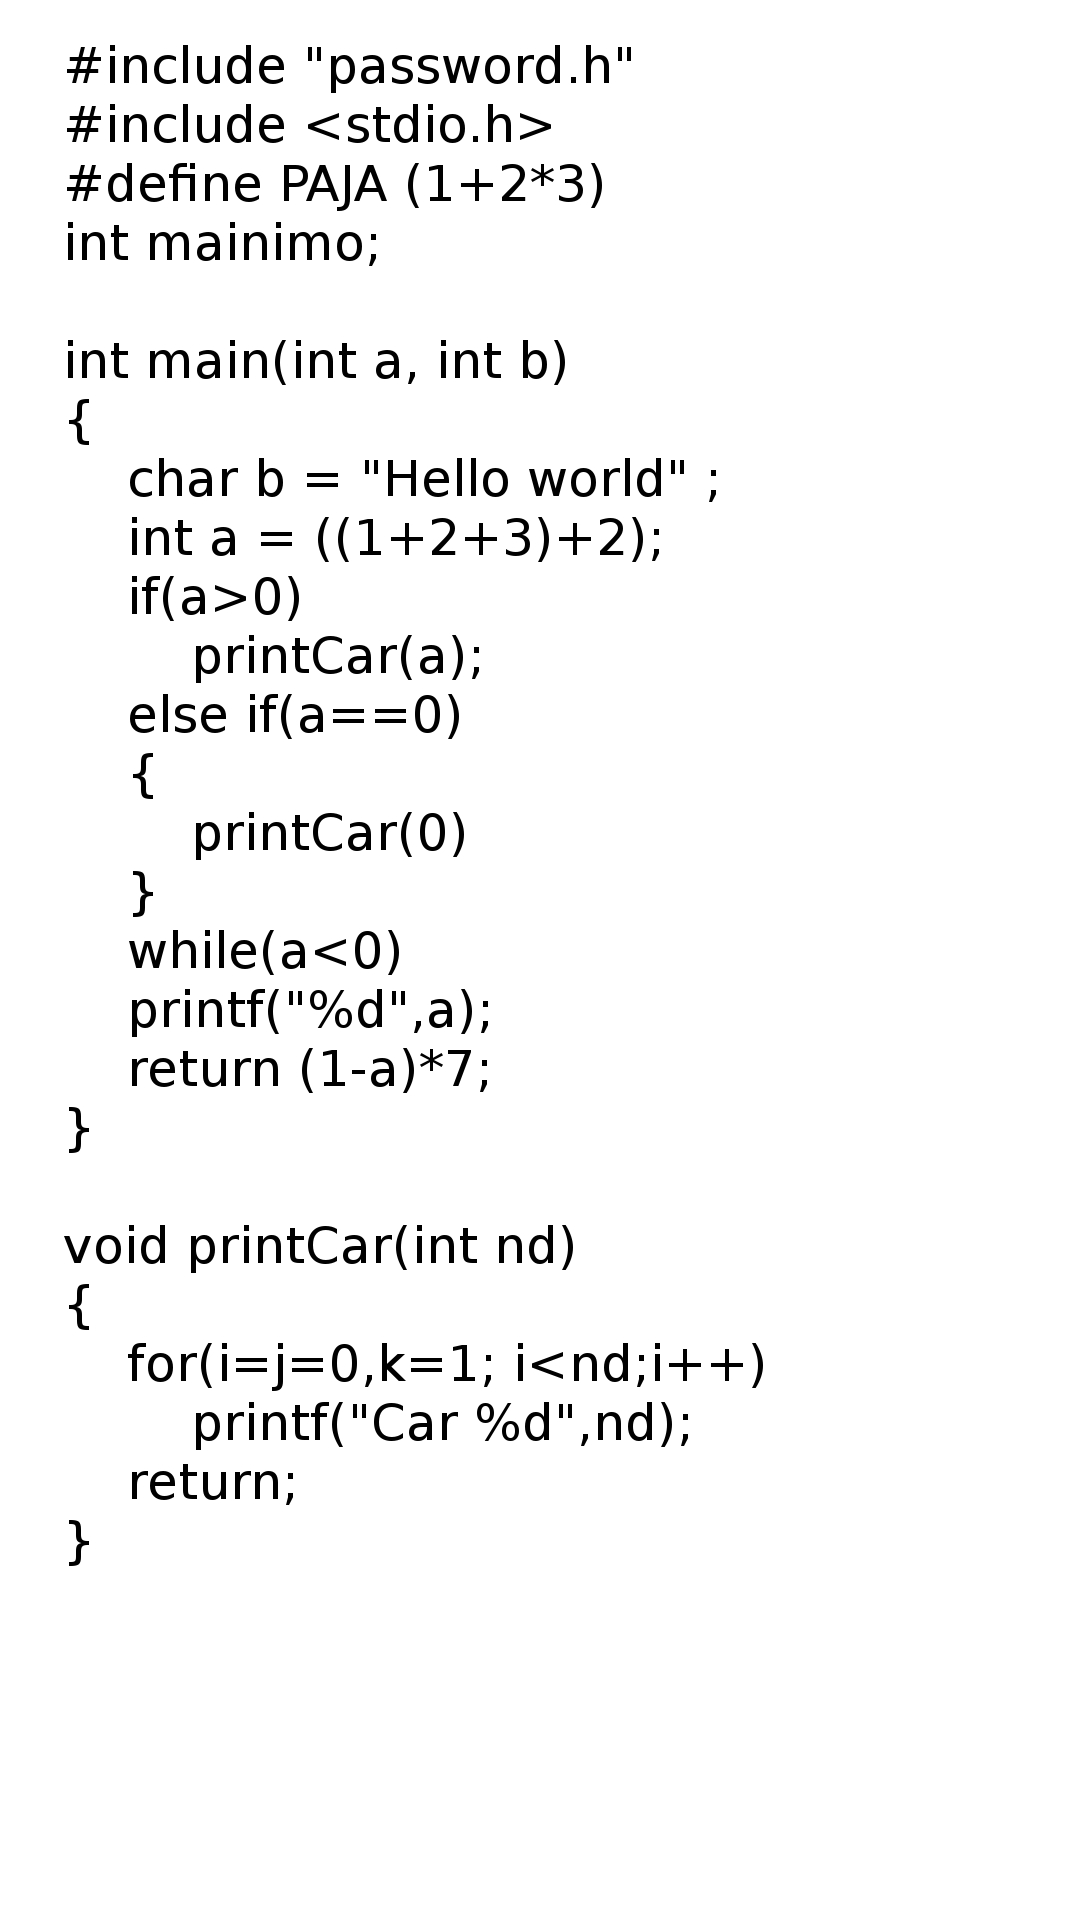 #include "password.h"
#include <stdio.h>
#define PAJA (1+2*3)
int mainimo;

int main(int a, int b)
{
    char b = "Hello world" ;
    int a = ((1+2+3)+2);
    if(a>0)
        printCar(a);
    else if(a==0)
    {
        printCar(0)
    }
    while(a<0)
    printf("%d",a);
    return (1-a)*7;
}

void printCar(int nd)
{
    for(i=j=0,k=1; i<nd;i++)
        printf("Car %d",nd);
    return;
}